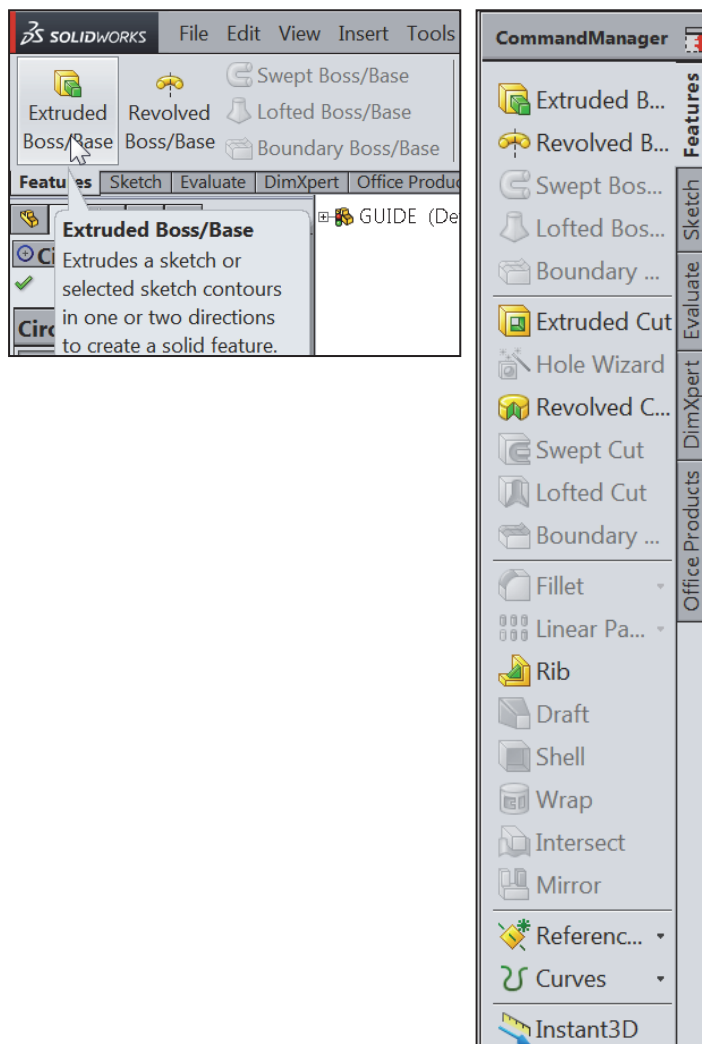 SOLIDWORKS File Edit View Insert Tools
Extruded Boss/Base
Revolved Boss/Base
Swept Boss/Base
Lofted Boss/Base
Boundary Boss/Base
Features Sketch Evaluate DimXpert Office Produc
GUIDE (De
Ci
Circ
Extruded Boss/Base
Extrudes a sketch or
selected sketch contours
in one or two directions
to create a solid feature.
CommandManager
Extruded B...
Revolved B...
Swept Bos...
Lofted Bos...
Boundary ...
Extruded Cut
Hole Wizard
Revolved C...
Swept Cut
Lofted Cut
Boundary ...
Fillet
Linear Pa...
Rib
Draft
Shell
Wrap
Intersect
Mirror
Referenc...
Curves
Instant3D
Features
Sketch
Evaluate
DimXpert
Office Products